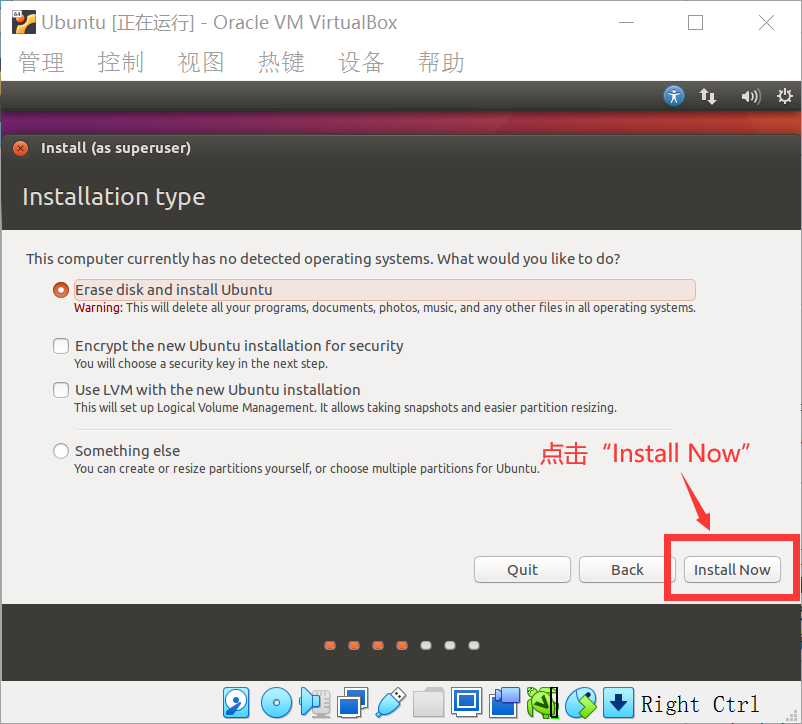 Ubuntu [正在运行] - Oracle VM VirtualBox
管理 控制 视图 热键 设备 帮助
Install (as superuser)
Installation type
This computer currently has no detected operating systems. What would you like to do?
Erase disk and install Ubuntu
Warning: This will delete all your programs, documents, photos, music, and any other files in all operating systems.
Encrypt the new Ubuntu installation for security
You will choose a security key in the next step.
Use LVM with the new Ubuntu installation
This will set up Logical Volume Management. It allows taking snapshots and easier partition resizing.
Something else
You can create or resize partitions yourself, or choose multiple partitions for Ubuntu.
点击“Install Now”
Quit Back Install Now
Right Ctrl